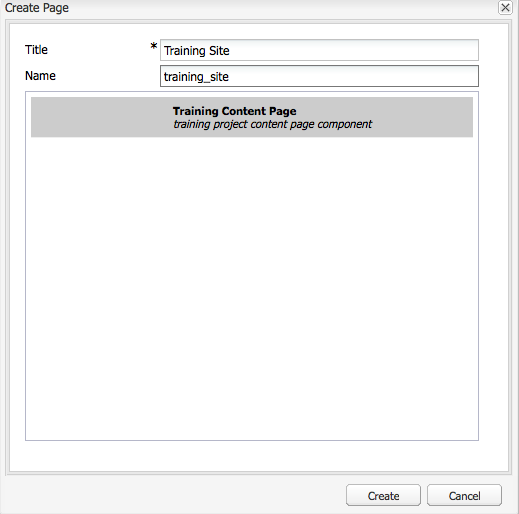 Create Page
Title * Training Site
Name training_site
Training Content Page
training project content page component
Create Cancel